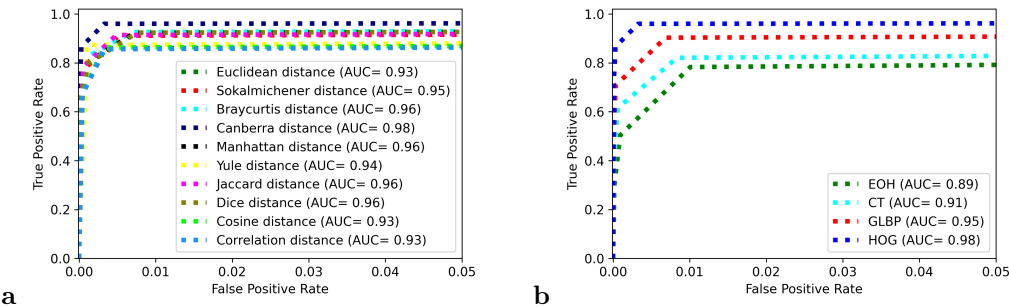 1.0
0.8
0.6
0.4
0.2
0.0
True Positive Rate
Euclidean distance (AUC= 0.93)
Sokalmichener distance (AUC= 0.95)
Braycurtis distance (AUC= 0.96)
Canberra distance (AUC= 0.98)
Manhattan distance (AUC= 0.96)
Yule distance (AUC= 0.94)
Jaccard distance (AUC= 0.96)
Dice distance (AUC= 0.96)
Cosine distance (AUC= 0.93)
Correlation distance (AUC= 0.93)
0.00 0.01 0.02 0.03 0.04 0.05
False Positive Rate
a
1.0
0.8
0.6
0.4
0.2
0.0
True Positive Rate
EOH (AUC= 0.89)
CT (AUC= 0.91)
GLBP (AUC= 0.95)
HOG (AUC= 0.98)
0.00 0.01 0.02 0.03 0.04 0.05
False Positive Rate
b